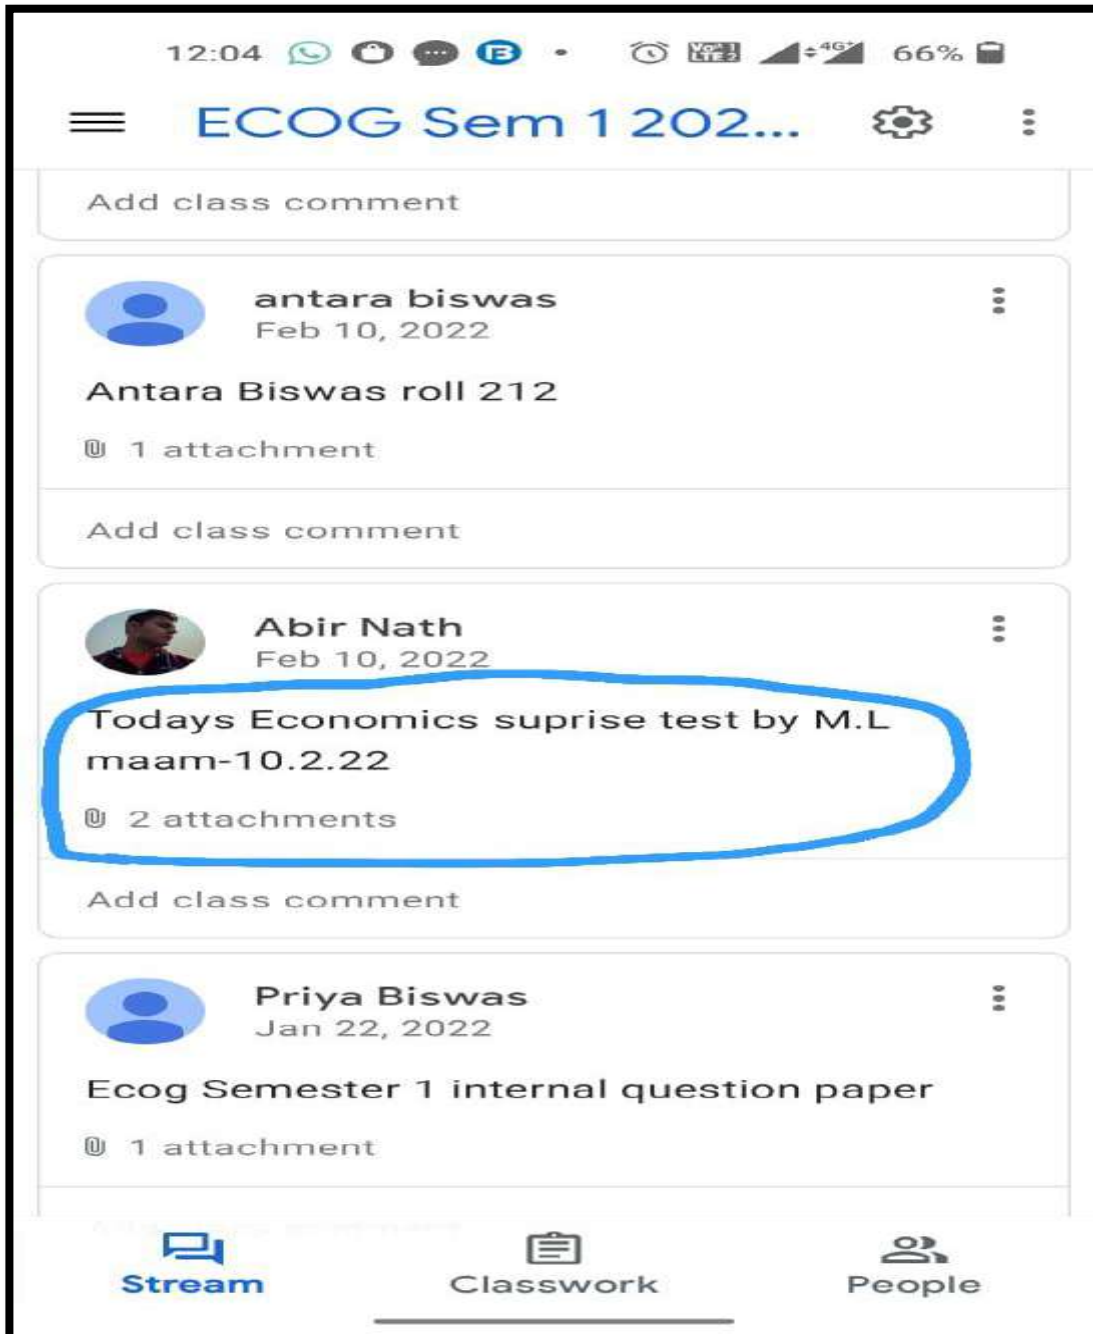 12:04 66%
ECOG Sem 1 202...
Add class comment
antara biswas
Feb 10, 2022
Antara Biswas roll 212
1 attachment
Add class comment
Abir Nath
Feb 10, 2022
Todays Economics suprise test by M.L
maam-10.2.22
2 attachments
Add class comment
Priya Biswas
Jan 22, 2022
Ecog Semester 1 internal question paper
1 attachment
Stream Classwork People